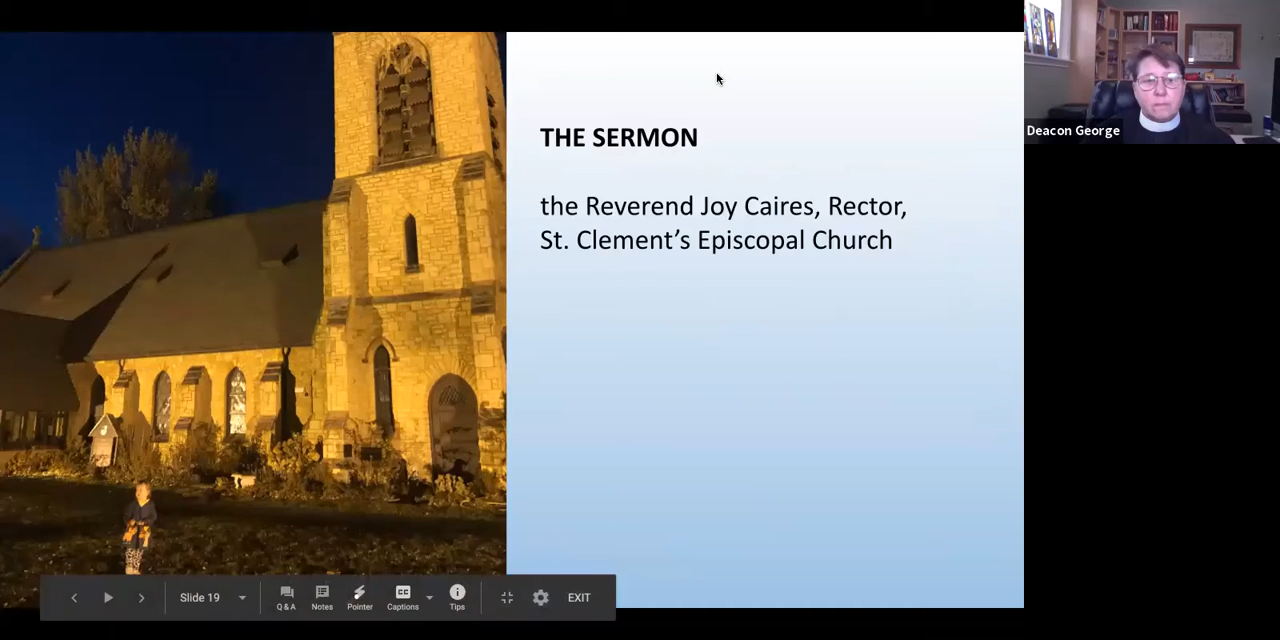 THE SERMON
the Reverend Joy Caires, Rector,
St. Clement's Episcopal Church
Deacon George
Slide 19
Q & A
Notes
Pointer
CC
Captions
Tips
EXIT